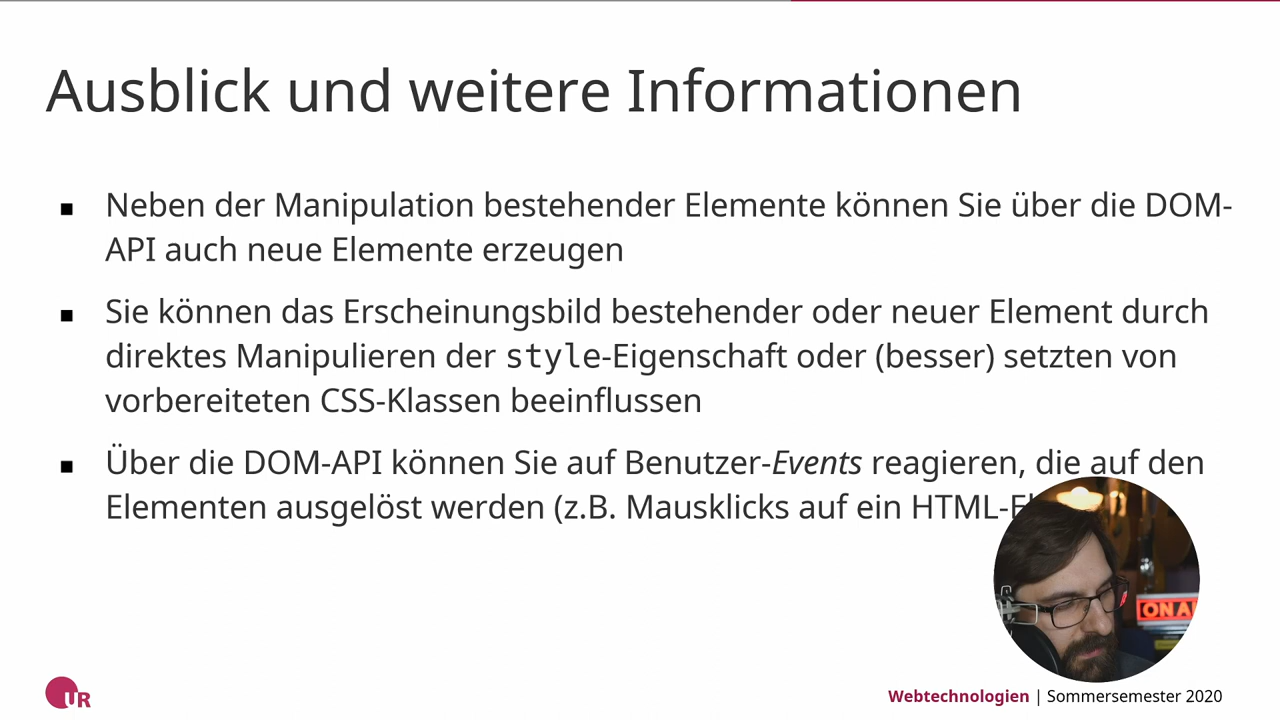 Ausblick und weitere Informationen
Neben der Manipulation bestehender Elemente können Sie über die DOM-
API auch neue Elemente erzeugen
Sie können das Erscheinungsbild bestehender oder neuer Element durch
direktes Manipulieren der style-Eigenschaft oder (besser) setzten von
vorbereiteten CSS-Klassen beeinflussen
Über die DOM-API können Sie auf Benutzer-Events reagieren, die auf den
Elementen ausgelöst werden (z.B. Mausklicks auf ein
ON A
UR
Webtechnologien | Sommersemester 2020